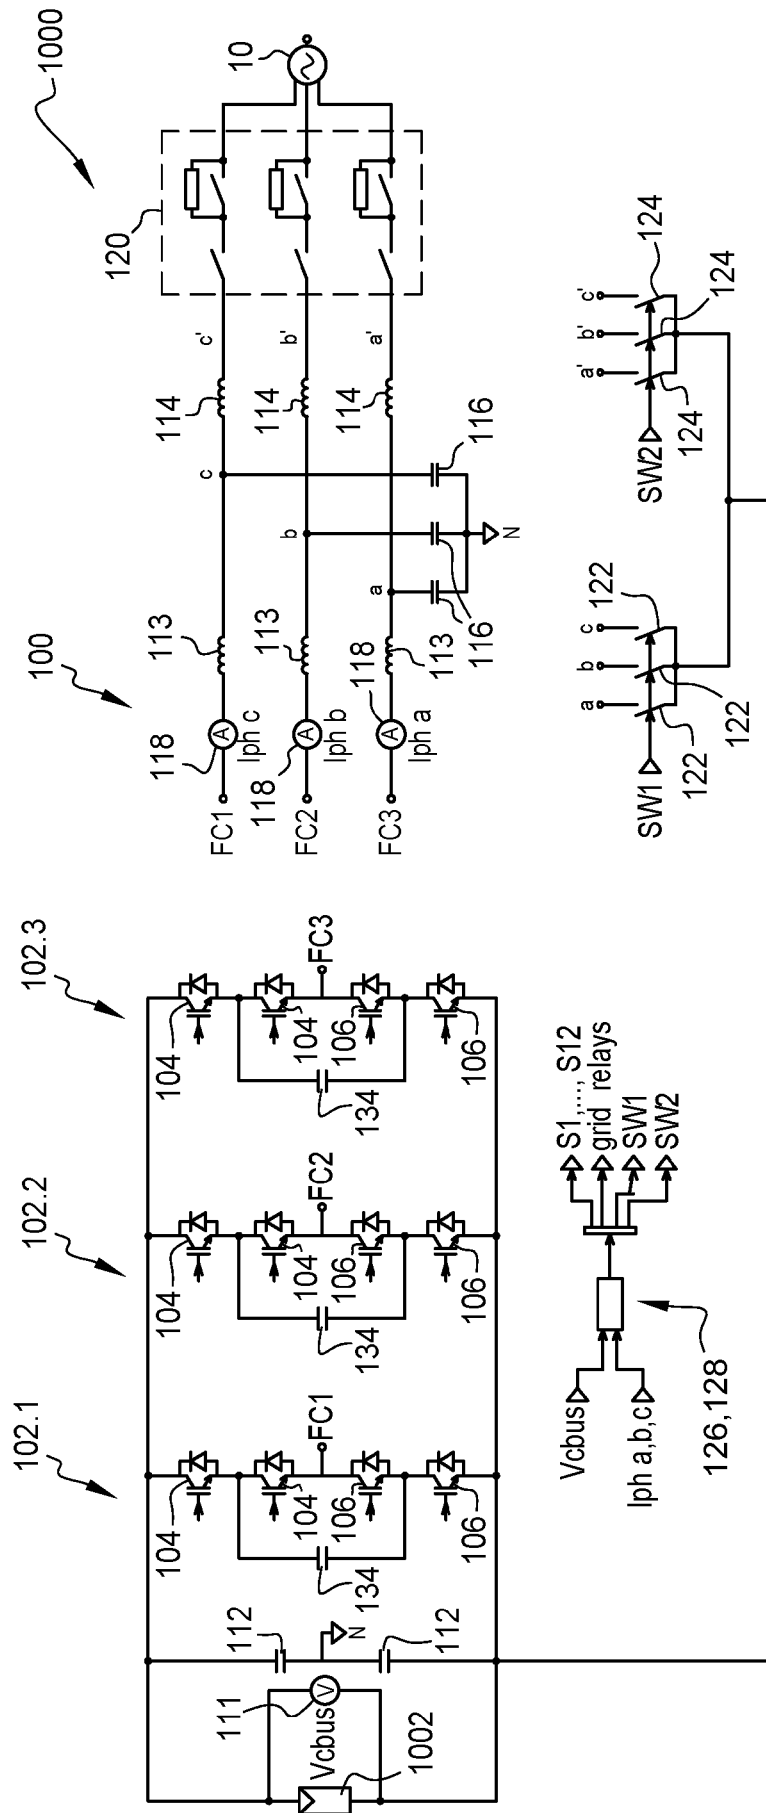 1000
10
120
c'
b'
a'
114
114
114
116
c
b
a
N
116
113
113
113
100
118
118
118
A
A
A
Iph c
Iph b
Iph a
FC1
FC2
FC3
SW2
a'
b'
c'
124
124
124
SW1
a
b
c
122
122
122
102.3
104
104
106
106
134
FC3
102.2
104
104
106
106
134
FC2
102.1
104
104
106
106
134
FC1
112
112
N
111
V
Vcbus
1002
Vcbus
Iph a,b,c
126,128
S1,..., S12
grid relays
SW1
SW2